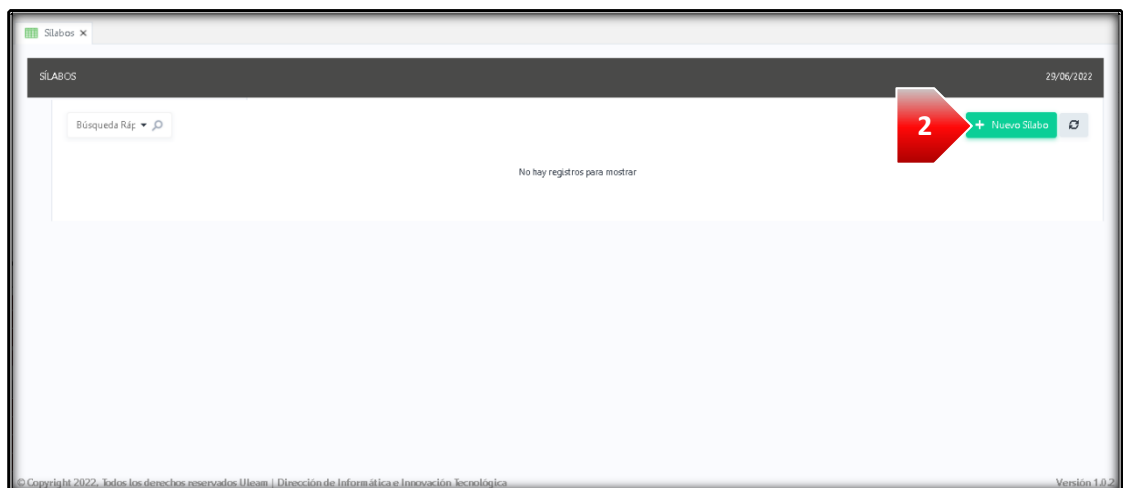 Sílabos ×
SÍLABOS
29/06/2022
Búsqueda Ráp
2
+ Nuevo Sílabo
No hay registros para mostrar
© Copyright 2022, Todos los derechos reservados Uleam | Dirección de Informática e Innovación Tecnológica
Versión 1.0.2